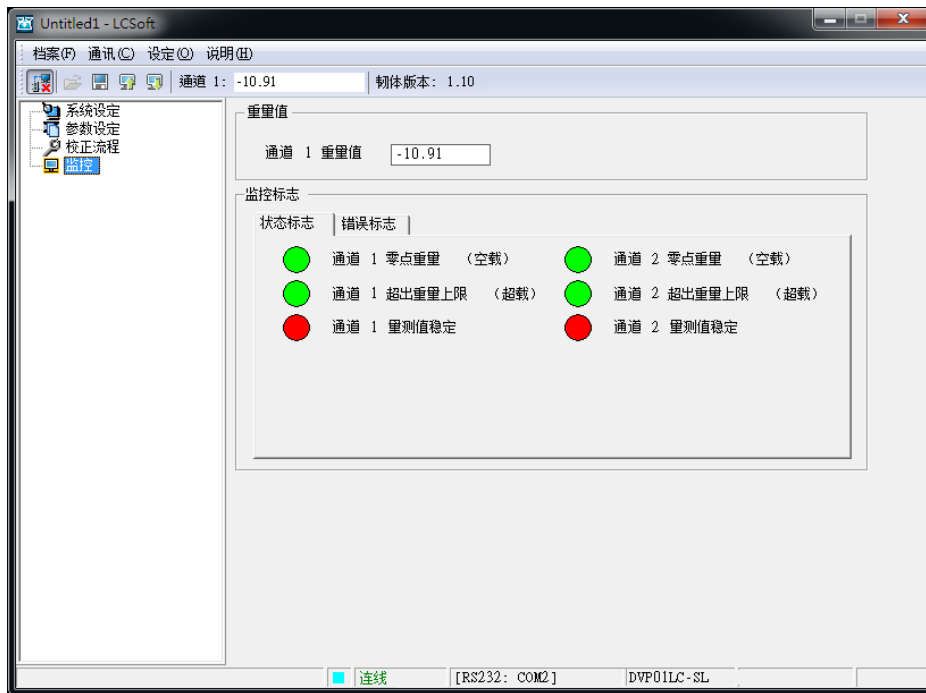 Untitled1 - LCSoft
档案(F) 通讯(C) 设定(O) 说明(H)
通道 1: -10.91 韧体版本: 1.10
系统设定
参数设定
校正流程
监控
重量值
通道 1 重量值 -10.91
监控标志
状态标志 错误标志
通道 1 零点重量 (空载) 通道 2 零点重量 (空载)
通道 1 超出重量上限 (超载) 通道 2 超出重量上限 (超载)
通道 1 量测值稳定 通道 2 量测值稳定
连线 [RS232: COM2] DVP01LC-SL